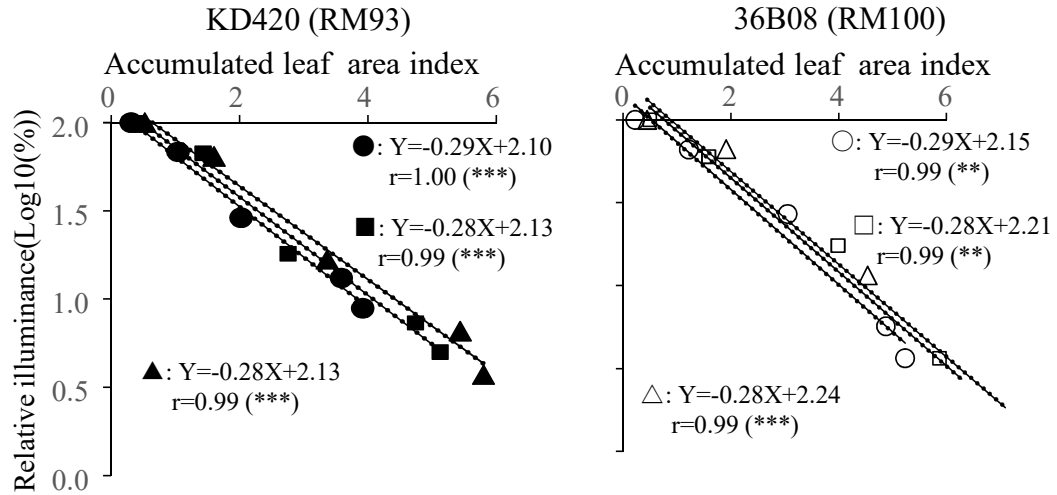 KD420 (RM93)
Accumulated leaf area index
0 2 4 6
Relative illuminance(Log10(%))
2.0
1.5
1.0
0.5
0.0
●: Y=-0.29X+2.10
r=1.00 (***)
■: Y=-0.28X+2.13
r=0.99 (***)
▲: Y=-0.28X+2.13
r=0.99 (***)
36B08 (RM100)
Accumulated leaf area index
0 2 4 6
○: Y=-0.29X+2.15
r=0.99 (**)
□: Y=-0.28X+2.21
r=0.99 (**)
△: Y=-0.28X+2.24
r=0.99 (***)